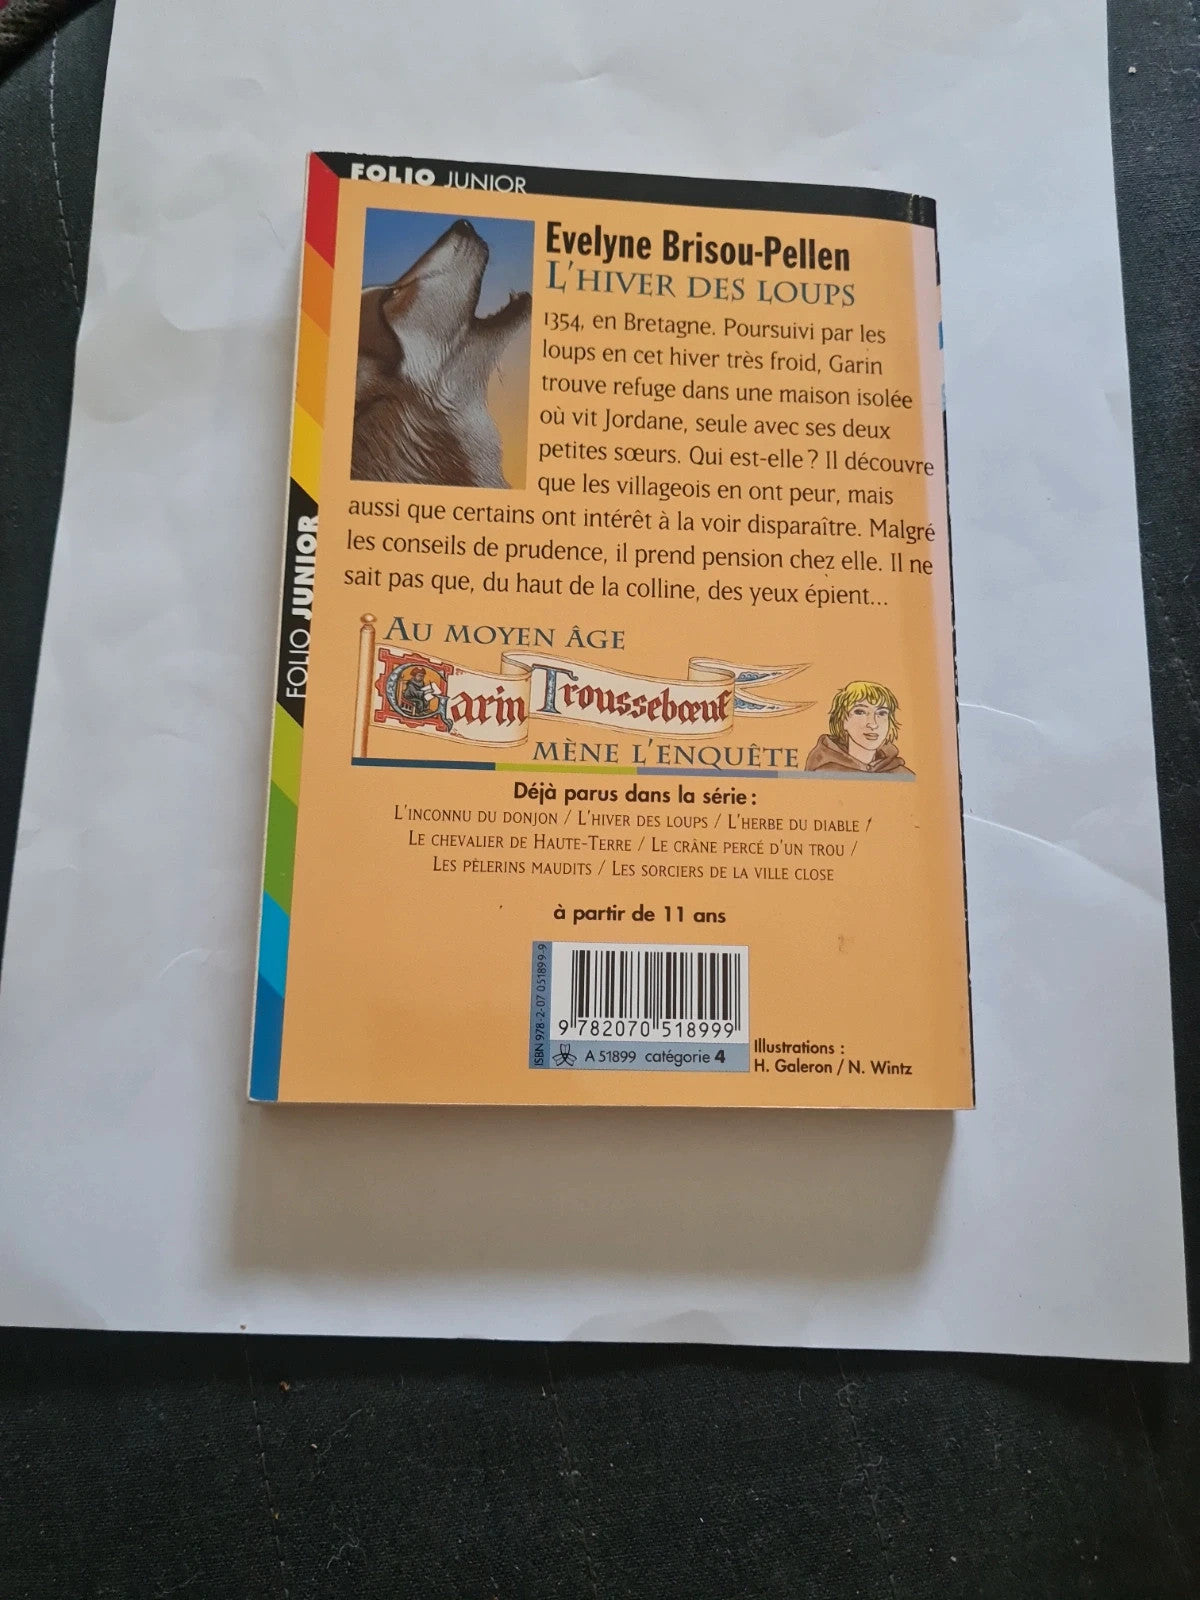 FOLIO JUNIOR
Evelyne Brisou-Pellen
L'HIVER DES LOUPS
1354, en Bretagne. Poursuivi par les
loups en cet hiver très froid, Garin
trouve refuge dans une maison isolée
où vit Jordane, seule avec ses deux
petites sœurs. Qui est-elle ? Il découvre
que les villageois en ont peur, mais
aussi que certains ont intérêt à la voir disparaître. Malgré
les conseils de prudence, il prend pension chez elle. Il ne
sait pas que, du haut de la colline, des yeux épient...
FOLIO JUNIOR
AU MOYEN ÂGE
Garin Troussebœuf
MÈNE L'ENQUÊTE
Déjà parus dans la série :
L'INCONNU DU DONJON / L'HIVER DES LOUPS / L'HERBE DU DIABLE /
LE CHEVALIER DE HAUTE-TERRE / LE CRÂNE PERCÉ D'UN TROU /
LES PÈLERINS MAUDITS / LES SORCIERS DE LA VILLE CLOSE
à partir de 11 ans
ISBN 978-2-07 051899-9
9 782070 518999
A 51899 catégorie 4
Illustrations :
H. Galeron / N. Wintz